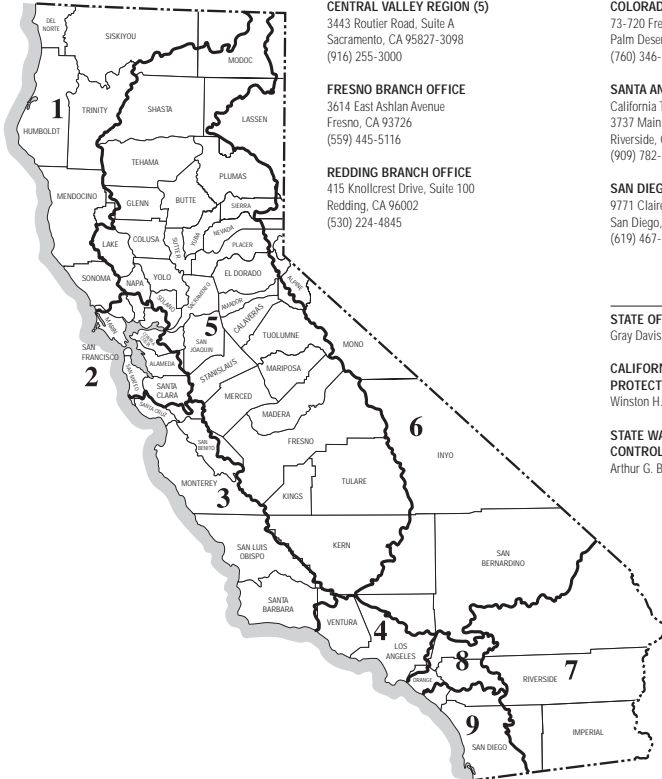 CENTRAL VALLEY REGION (5)
3443 Routier Road, Suite A
Sacramento, CA 95827-3098
(916) 255-3000
FRESNO BRANCH OFFICE
3614 East Ashlan Avenue
Fresno, CA 93726
(559) 445-5116
REDDING BRANCH OFFICE
415 Knollcrest Drive, Suite 100
Redding, CA 96002
(530) 224-4845
COLORAD
73-720 Fre
Palm Deser
(760) 346-
SANTA AN
California T
3737 Main
Riverside, C
(909) 782-
SAN DIEG
9771 Claire
San Diego,
(619) 467-
STATE OF
Gray Davis
CALIFORN
PROTECT
Winston H.
STATE WA
CONTROL
Arthur G. B
DEL
NORTE
SISKIYOU
MODOC
1
HUMBOLDT
TRINITY
SHASTA
LASSEN
TEHAMA
PLUMAS
MENDOCINO
GLENN
BUTTE
SIERRA
LAKE
COLUSA
SUTTER
YUBA
NEVADA
PLACER
SONOMA
NAPA
YOLO
EL DORADO
ALPINE
SOLANO
SACRAMENTO
AMADOR
MARIN
5
CALAVERAS
SAN
JOAQUIN
TUOLUMNE
MONO
SAN
FRANCISCO
ALAMEDA
STANISLAUS
MARIPOSA
2
SAN MATEO
SANTA
CLARA
MERCED
SANTA CRUZ
MADERA
6
SAN
BENITO
FRESNO
INYO
MONTEREY
3
KINGS
TULARE
SAN LUIS
OBISPO
KERN
SAN
BERNARDINO
SANTA
BARBARA
VENTURA
4
LOS
ANGELES
8
7
ORANGE
RIVERSIDE
9
SAN DIEGO
IMPERIAL